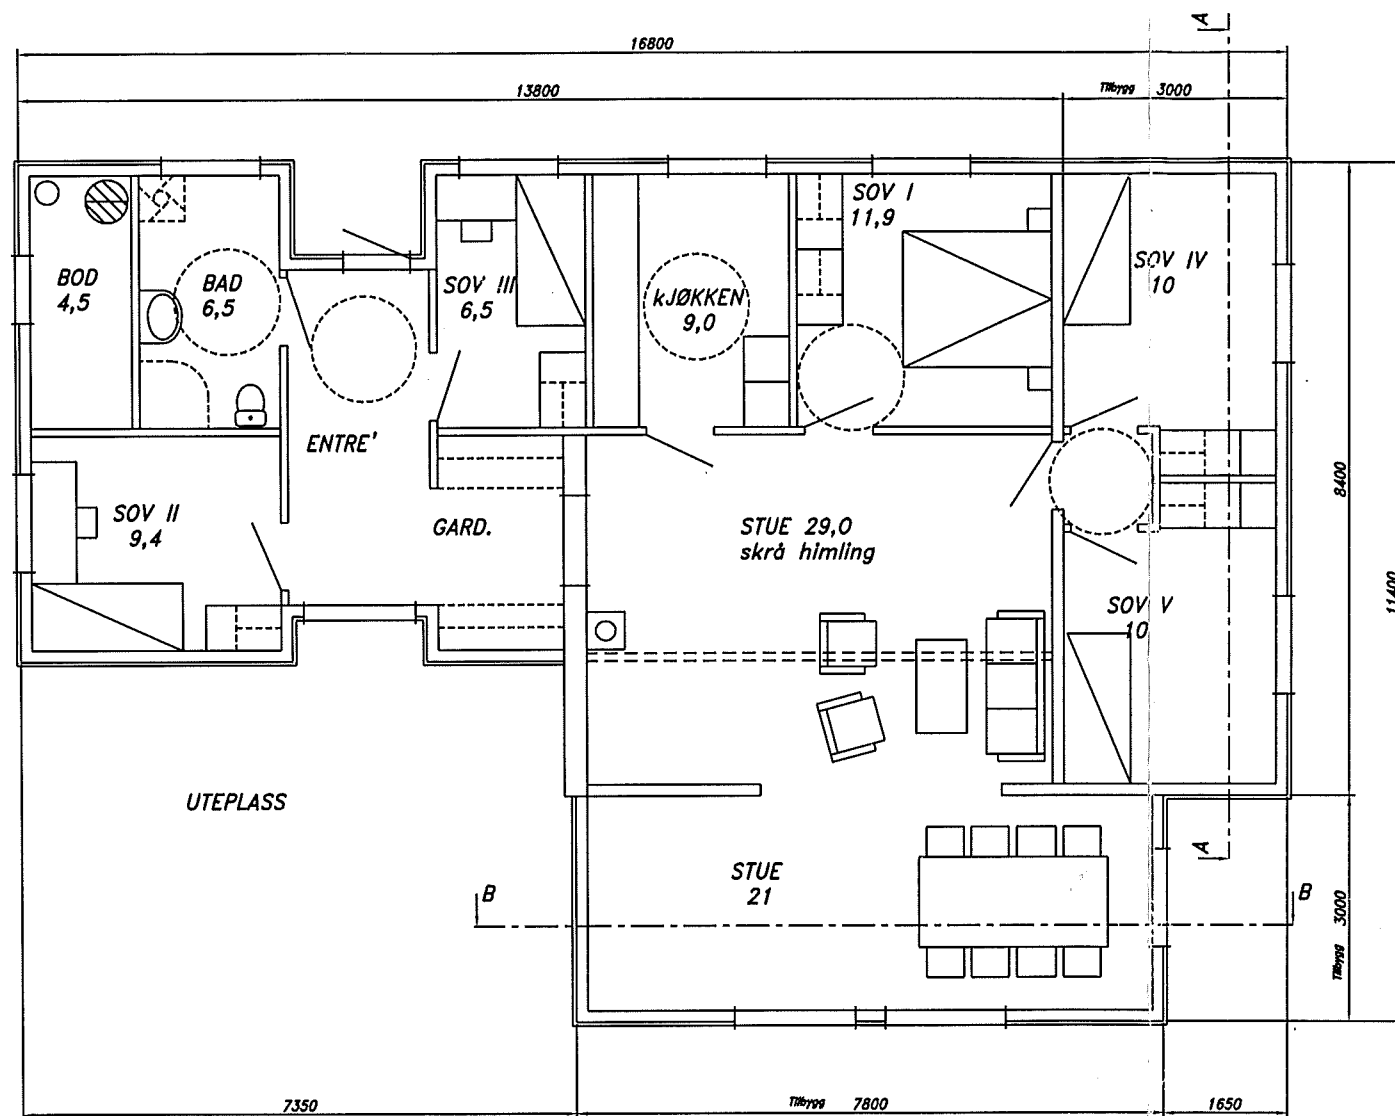 A
16800
13800
Tilbygg 3000
SOV I
11,9
BOD
4,5
BAD
6,5
SOV III
6,5
kJØKKEN
9,0
SOV IV
10
ENTRE'
SOV II
9,4
GARD.
STUE 29,0
skrå himling
8400
11400
SOV V
10
UTEPLASS
A
STUE
21
B
B
Tilbygg 3000
7350
Tilbygg 7800
1650